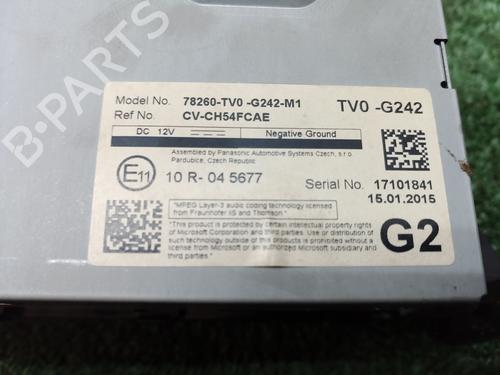 B-PARTS
Model No. 78260-TV0 -G242-M1 TV0 -G242
Ref No. CV-CH54FCAE
DC 12V Negative Ground
Assembled by Panasonic Automotive Systems Czech, s.r.o.
Pardubice, Czech Republic
E11 10 R- 04 5677
Serial No. 17101841
15.01.2015
"MPEG Layer-3 audio coding technology licensed
from Fraunhofer IIS and Thomson."
"This product is protected by certain intellectual property rights
of Microsoft Corporation and third parties. Use or distribution of such
technology outside of this product is prohibited without a
license from Microsoft or an authorized Microsoft subsidiary and
third parties."
G2